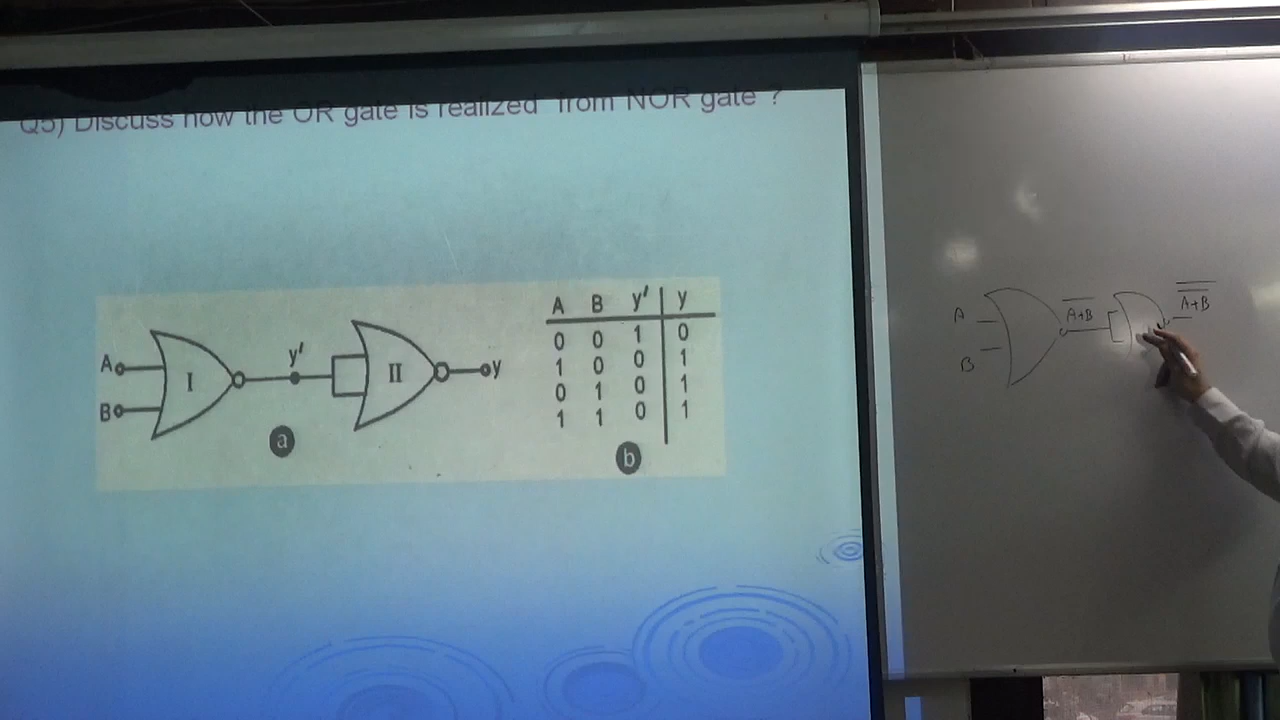 Q5) Discuss how the OR gate is realized from NOR gate ?
A B y' y
A I y' II y
0 0 1 0
1 0 0 1
B
0 1 0 1
1 1 0 1
a b
A A+B A+B
B